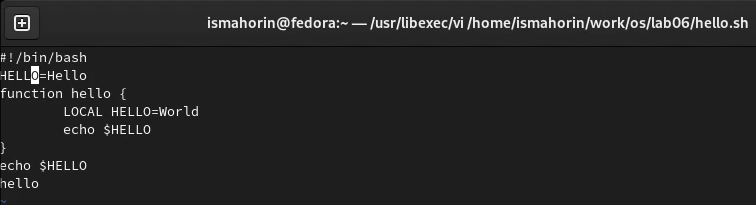 ismahorin@fedora:~ — /usr/libexec/vi /home/ismahorin/work/os/lab06/hello.sh
#!/bin/bash
HELLO=Hello
function hello {
        LOCAL HELLO=World
        echo $HELLO
}
echo $HELLO
hello
~